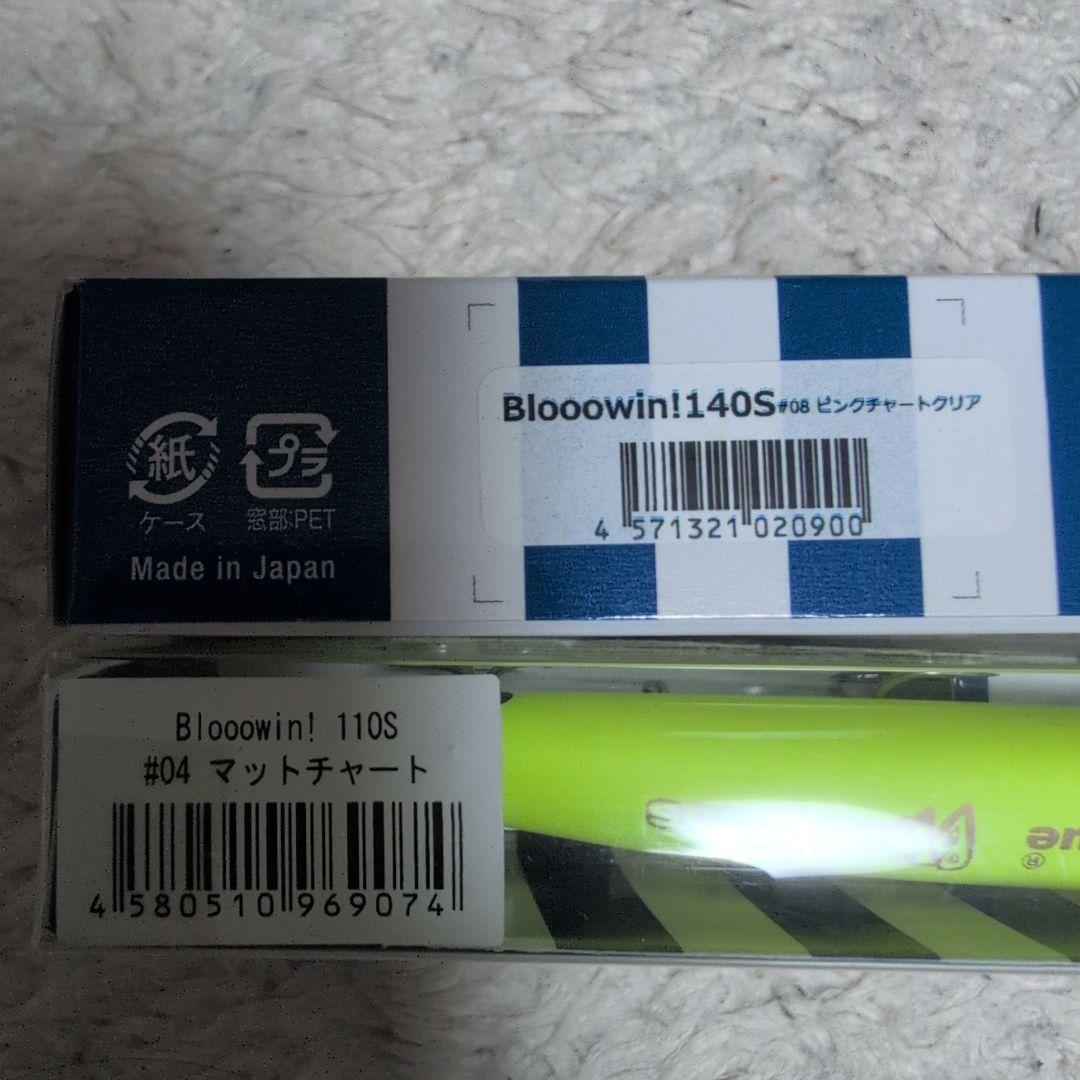 Blooowin!140S#08 ピンクチャートクリア
4 571321 020900
紙
プラ
ケース
窓部:PET
Made in Japan
Blooowin! 110S
#04 マットチャート
4 580510 969074